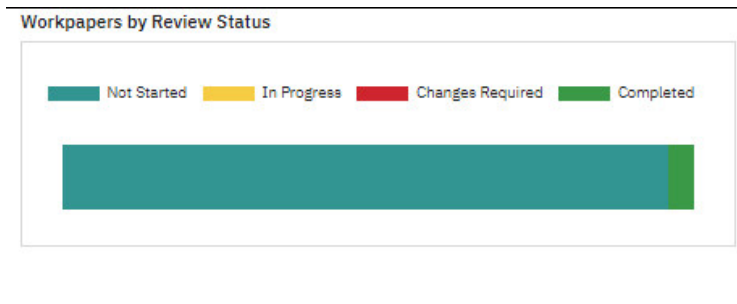 Workpapers by Review Status
Not Started In Progress Changes Required Completed